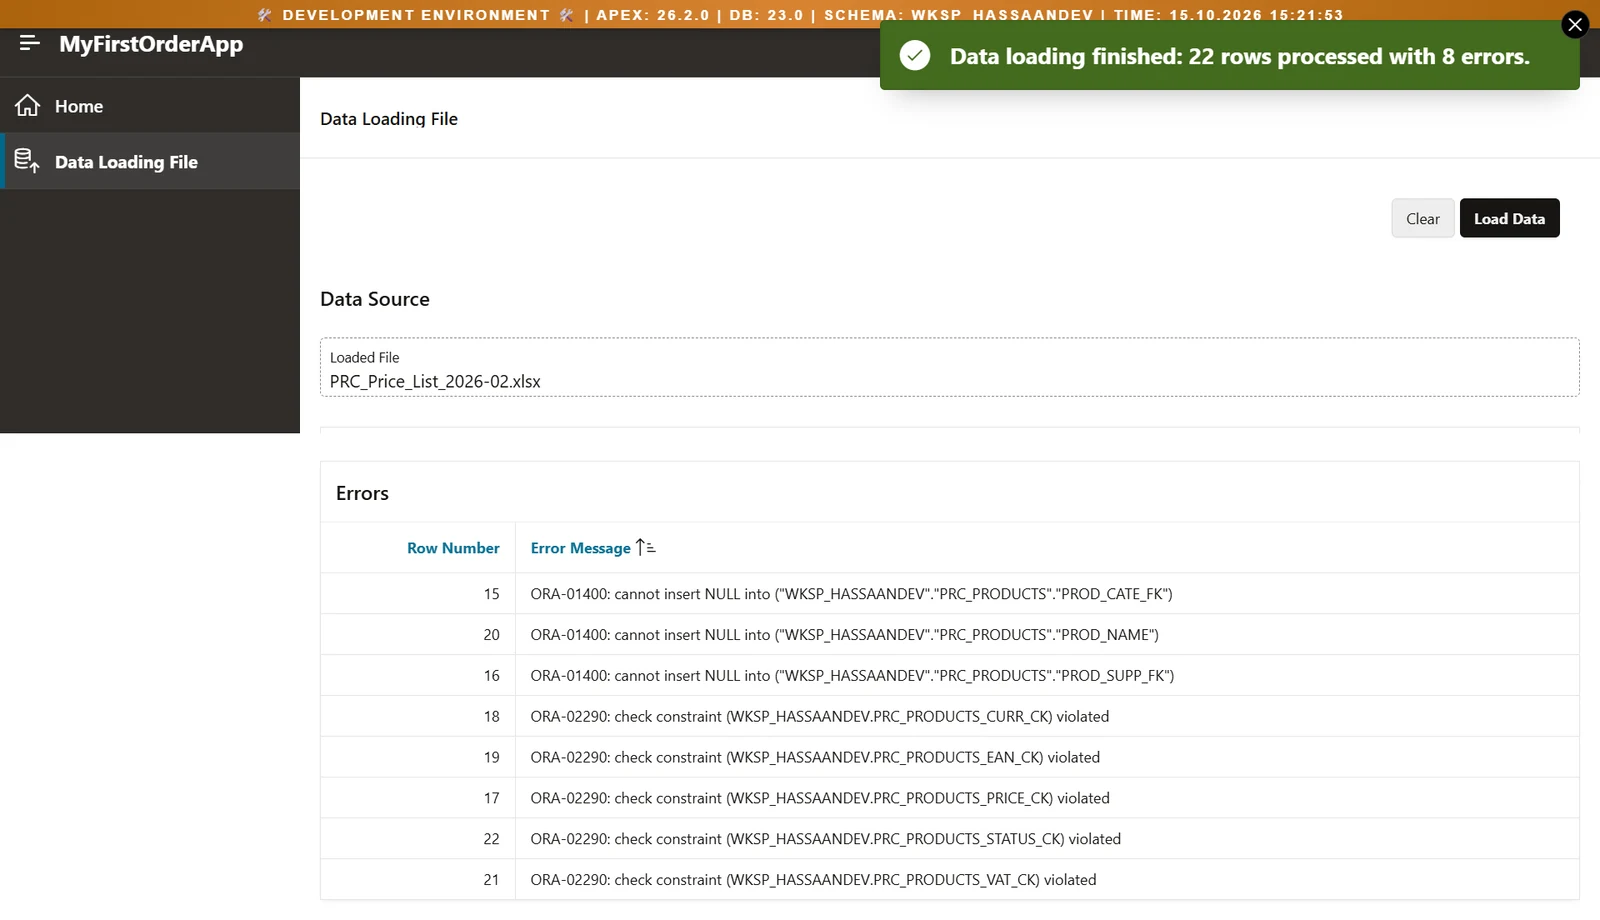 🛠️ DEVELOPMENT ENVIRONMENT 🛠️ | APEX: 26.2.0 | DB: 23.0 | SCHEMA: WKSP_HASSAANDEV | TIME: 15.10.2026 15:21:53
MyFirstOrderApp
Data loading finished: 22 rows processed with 8 errors.
Home
Data Loading File
Data Loading File
Clear
Load Data
Data Source
Loaded File
PRC_Price_List_2026-02.xlsx
Errors
Row Number Error Message
15 ORA-01400: cannot insert NULL into ("WKSP_HASSAANDEV"."PRC_PRODUCTS"."PROD_CATE_FK")
20 ORA-01400: cannot insert NULL into ("WKSP_HASSAANDEV"."PRC_PRODUCTS"."PROD_NAME")
16 ORA-01400: cannot insert NULL into ("WKSP_HASSAANDEV"."PRC_PRODUCTS"."PROD_SUPP_FK")
18 ORA-02290: check constraint (WKSP_HASSAANDEV.PRC_PRODUCTS_CURR_CK) violated
19 ORA-02290: check constraint (WKSP_HASSAANDEV.PRC_PRODUCTS_EAN_CK) violated
17 ORA-02290: check constraint (WKSP_HASSAANDEV.PRC_PRODUCTS_PRICE_CK) violated
22 ORA-02290: check constraint (WKSP_HASSAANDEV.PRC_PRODUCTS_STATUS_CK) violated
21 ORA-02290: check constraint (WKSP_HASSAANDEV.PRC_PRODUCTS_VAT_CK) violated